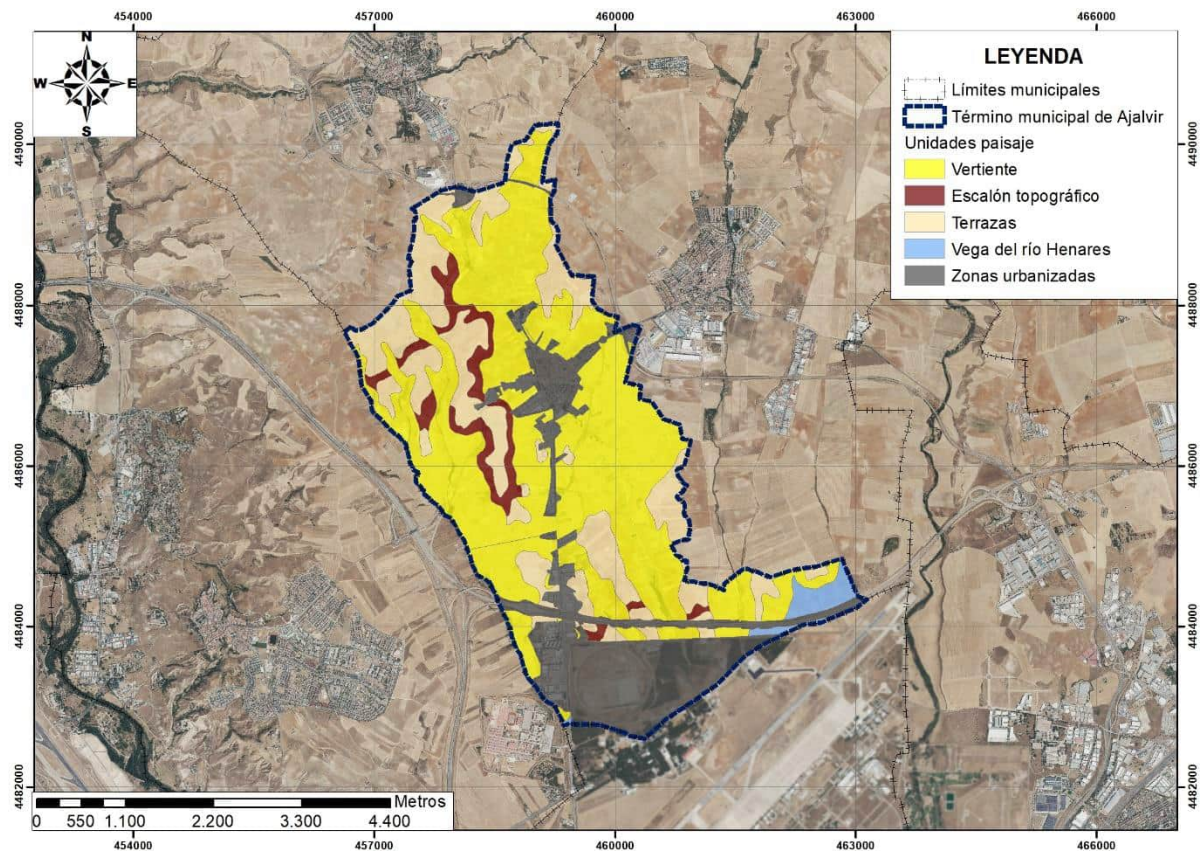 454000 457000 460000 463000 466000
N
W E
S
LEYENDA
Límites municipales
Término municipal de Ajalvir
Unidades paisaje
Vertiente
Escalón topográfico
Terrazas
Vega del río Henares
Zonas urbanizadas
4490000 4490000
4488000 4488000
4486000 4486000
4484000 4484000
4482000 4482000
Metros
0 550 1.100 2.200 3.300 4.400
454000 457000 460000 463000 466000